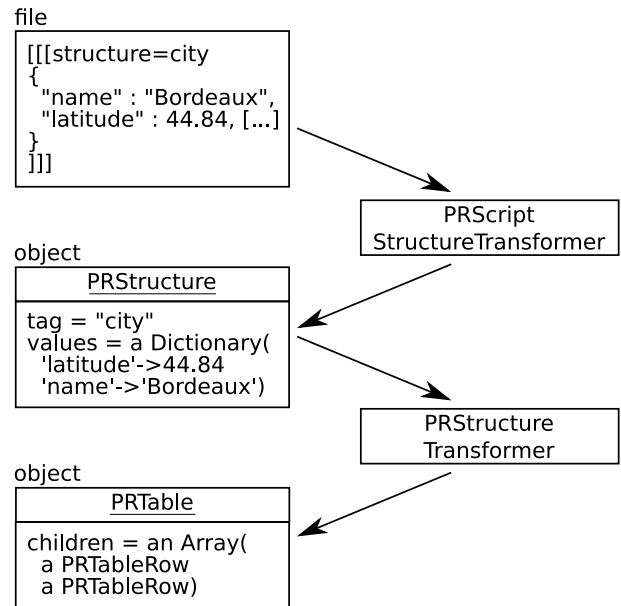 file
[[[structure=city
{
"name" : "Bordeaux",
"latitude" : 44.84, [...]
}
]]]
PRScript
StructureTransformer
object
PRStructure
tag = "city"
values = a Dictionary(
'latitude'->44.84
'name'->'Bordeaux')
PRStructure
Transformer
object
PRTable
children = an Array(
a PRTableRow
a PRTableRow)